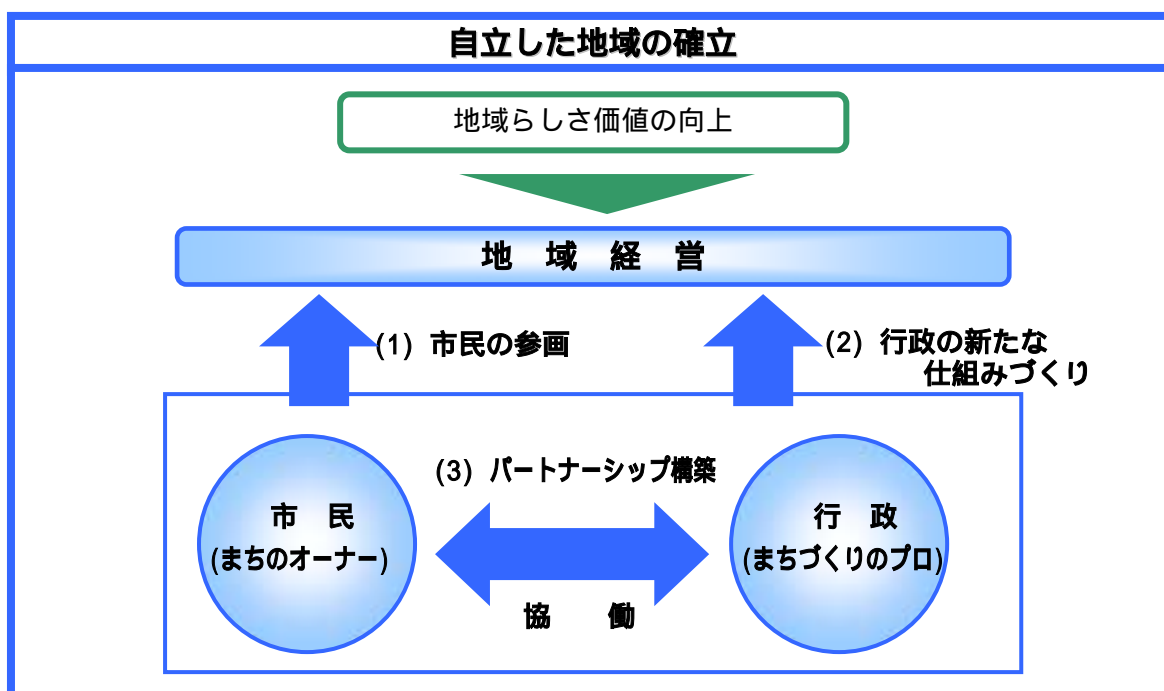 自立した地域の確立
地域らしさ価値の向上
地 域 経 営
(1) 市民の参画
(2) 行政の新たな
仕組みづくり
(3) パートナーシップ構築
市 民
(まちのオーナー)
行 政
(まちづくりのプロ)
協 働